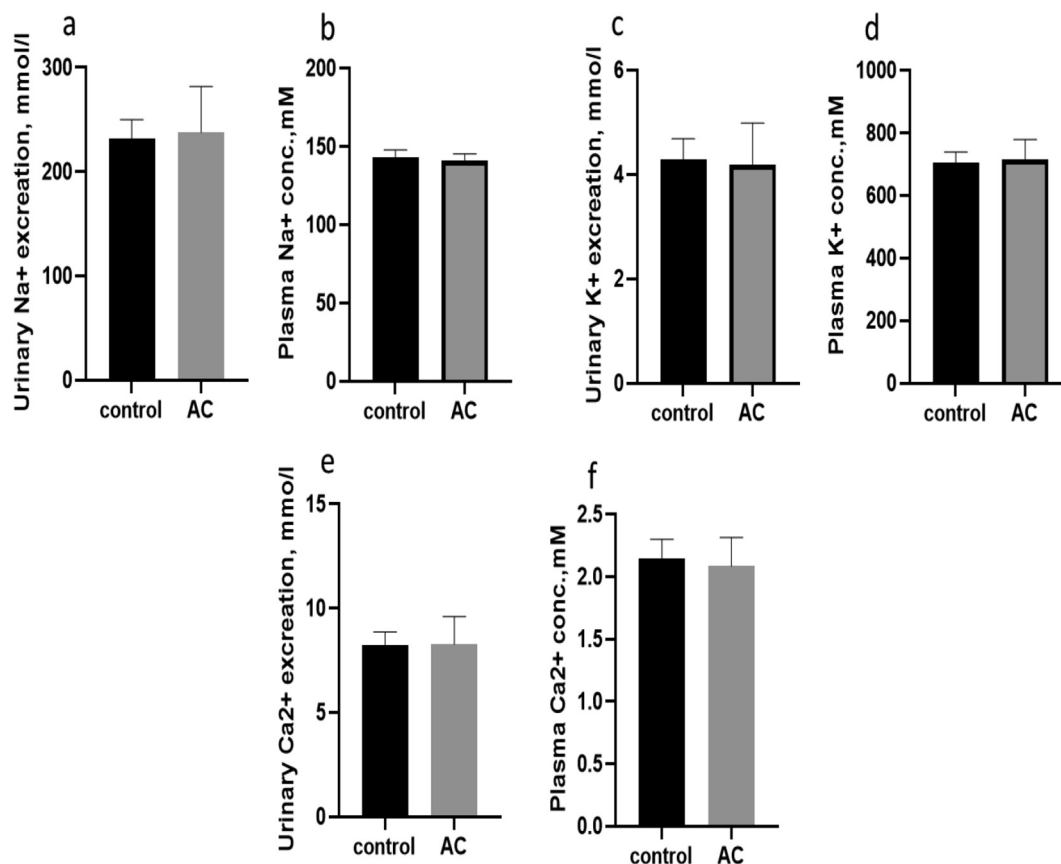 a
Urinary Na+ excreation, mmol/l
300
200
100
0
control AC
b
Plasma Na+ conc.,mM
200
150
100
50
0
control AC
c
Urinary K+ excreation, mmo/l
6
4
2
0
control AC
d
Plasma K+ conc.,mM
1000
800
600
400
200
0
control AC
e
Urinary Ca2+ excreation, mmo/l
15
10
5
0
control AC
f
Plasma Ca2+ conc.,mM
2.5
2.0
1.5
1.0
0.5
0.0
control AC